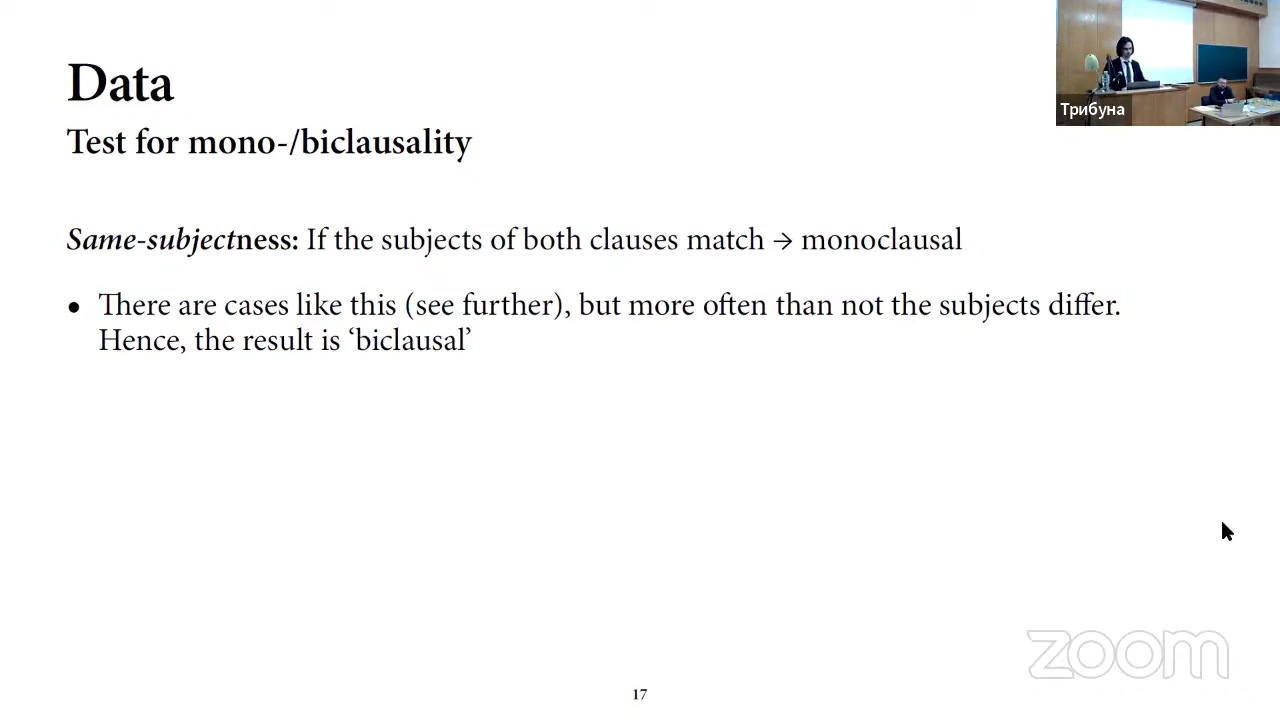 Data
Test for mono-/biclausality
Same-subjectness: If the subjects of both clauses match → monoclausal
• There are cases like this (see further), but more often than not the subjects differ.
Hence, the result is ‘biclausal’
17
Трибуна
zoom